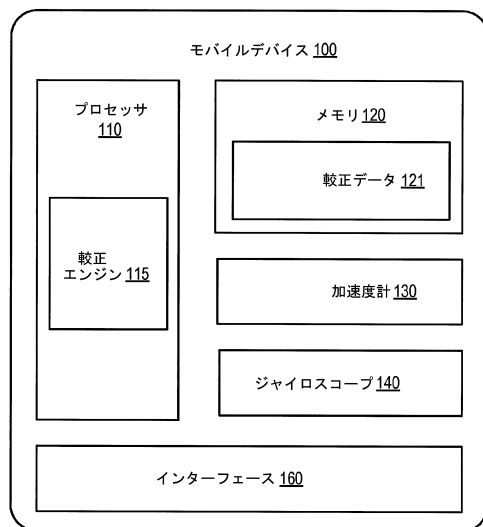 モバイルデバイス 100
プロセッサ
110
較正
エンジン 115
メモリ 120
較正データ 121
加速度計 130
ジャイロスコープ 140
インターフェース 160